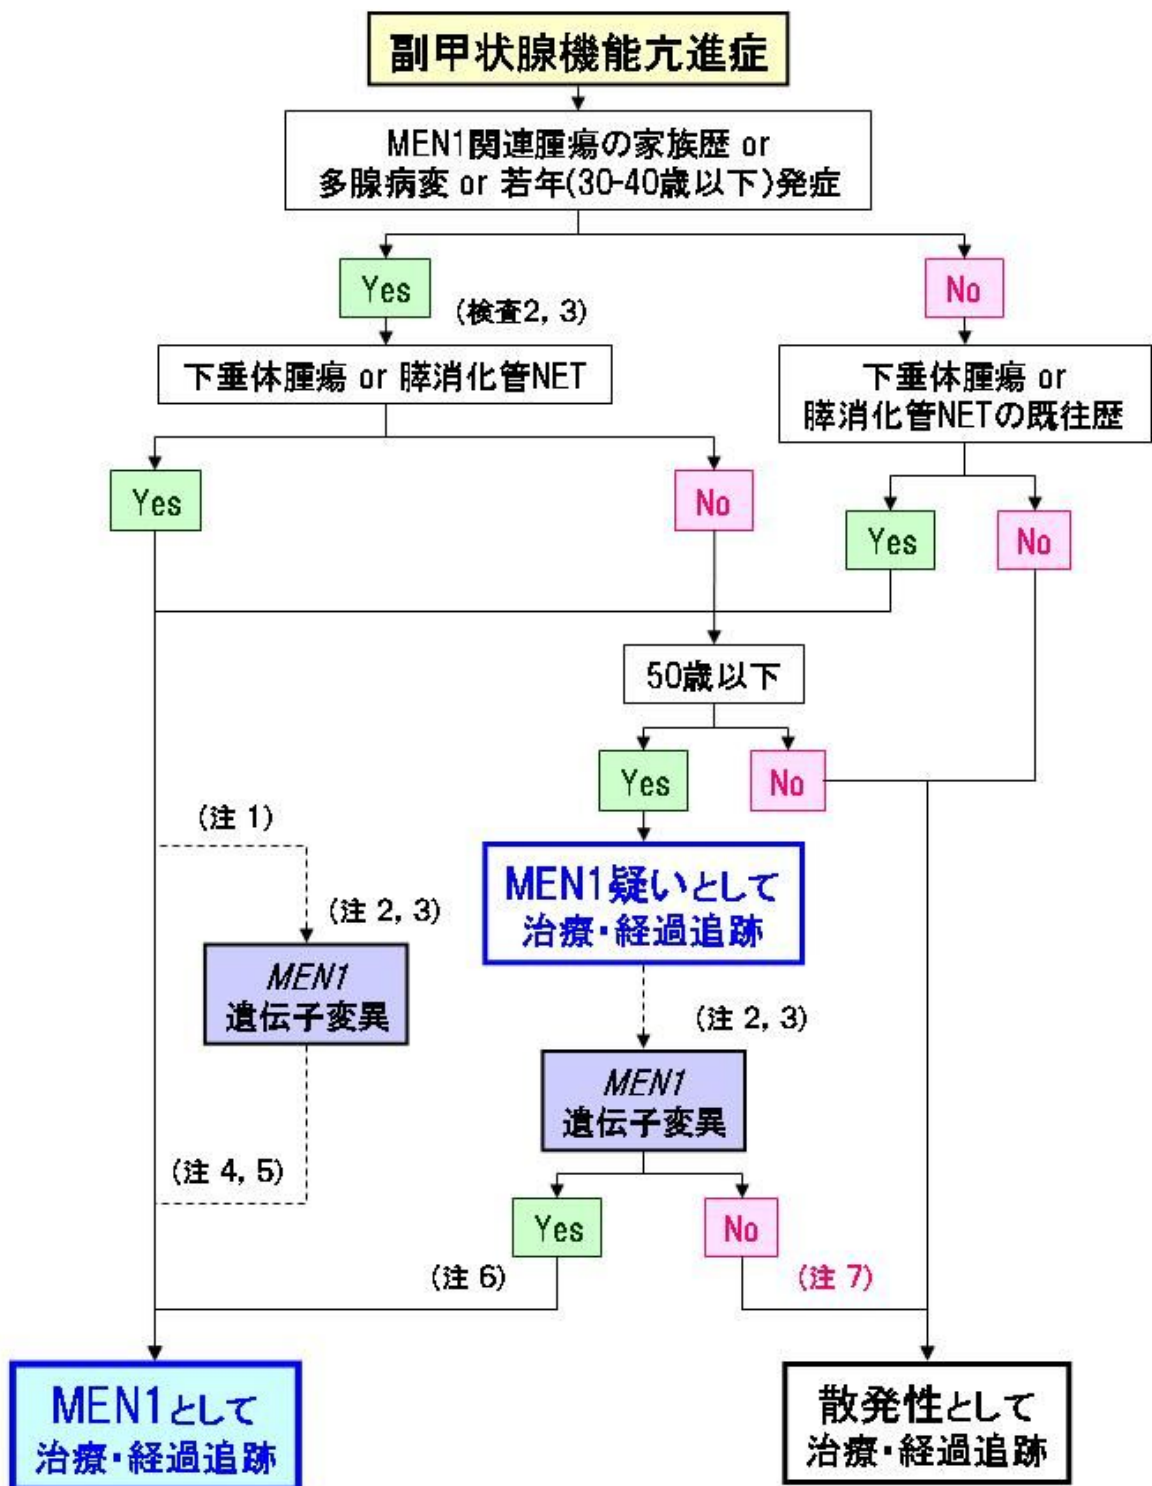 副甲状腺機能亢進症
MEN1関連腫瘍の家族歴 or
多腺病変 or 若年(30-40歳以下)発症
Yes
No
(検査2, 3)
下垂体腫瘍 or 膵消化管NET
下垂体腫瘍 or
膵消化管NETの既往歴
Yes
No
Yes
No
50歳以下
Yes
No
(注 1)
MEN1疑いとして
治療・経過追跡
(注 2, 3)
MEN1
遺伝子変異
(注 2, 3)
MEN1
遺伝子変異
(注 4, 5)
Yes
No
(注 6)
(注 7)
MEN1として
治療・経過追跡
散発性として
治療・経過追跡